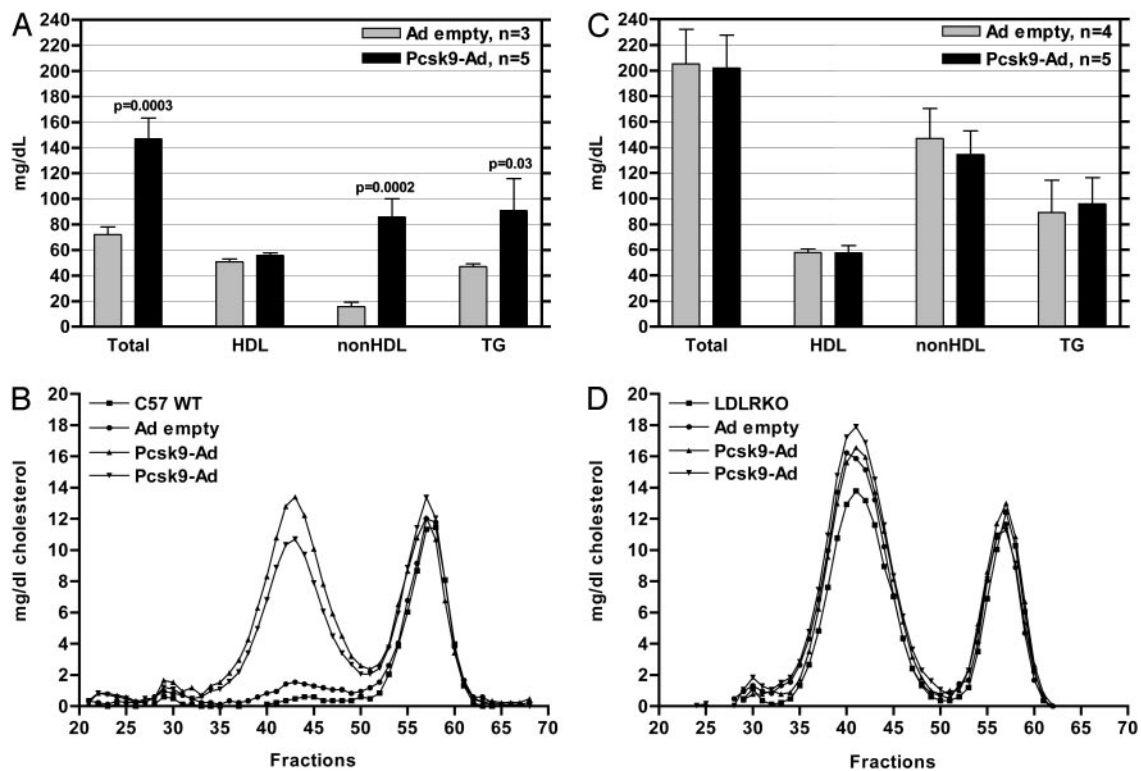 A
240
220
200
180
160
140
120
100
80
60
40
20
0
mg/dL
Ad empty, n=3
Pcsk9-Ad, n=5
p=0.0003
p=0.0002
p=0.03
Total HDL nonHDL TG
C
240
220
200
180
160
140
120
100
80
60
40
20
0
mg/dL
Ad empty, n=4
Pcsk9-Ad, n=5
Total HDL nonHDL TG
B
20
18
16
14
12
10
8
6
4
2
0
mg/dl cholesterol
C57 WT
Ad empty
Pcsk9-Ad
Pcsk9-Ad
20 25 30 35 40 45 50 55 60 65 70
Fractions
D
20
18
16
14
12
10
8
6
4
2
0
mg/dl cholesterol
LDLRKO
Ad empty
Pcsk9-Ad
Pcsk9-Ad
20 25 30 35 40 45 50 55 60 65 70
Fractions